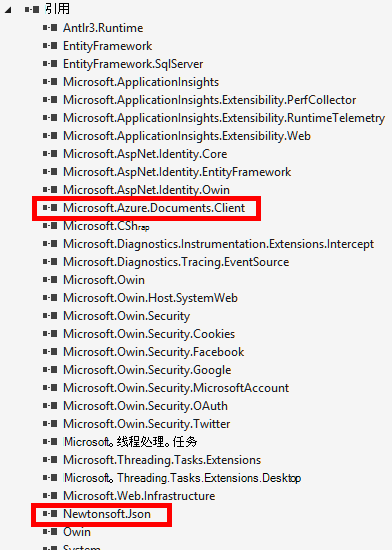 引用
Antlr3.Runtime
EntityFramework
EntityFramework.SqlServer
Microsoft.ApplicationInsights
Microsoft.ApplicationInsights.Extensibility.PerfCollector
Microsoft.ApplicationInsights.Extensibility.RuntimeTelemetry
Microsoft.ApplicationInsights.Extensibility.Web
Microsoft.AspNet.Identity.Core
Microsoft.AspNet.Identity.EntityFramework
Microsoft.AspNet.Identity.Owin
Microsoft.Azure.Documents.Client
Microsoft.CShrap
Microsoft.Diagnostics.Instrumentation.Extensions.Intercept
Microsoft.Diagnostics.Tracing.EventSource
Microsoft.Owin
Microsoft.Owin.Host.SystemWeb
Microsoft.Owin.Security
Microsoft.Owin.Security.Cookies
Microsoft.Owin.Security.Facebook
Microsoft.Owin.Security.Google
Microsoft.Owin.Security.MicrosoftAccount
Microsoft.Owin.Security.OAuth
Microsoft.Owin.Security.Twitter
Microsoft。线程处理。任务
Microsoft.Threading.Tasks.Extensions
Microsoft。Threading.Tasks.Extensions.Desktop
Microsoft.Web.Infrastructure
Newtonsoft.Json
Owin
System